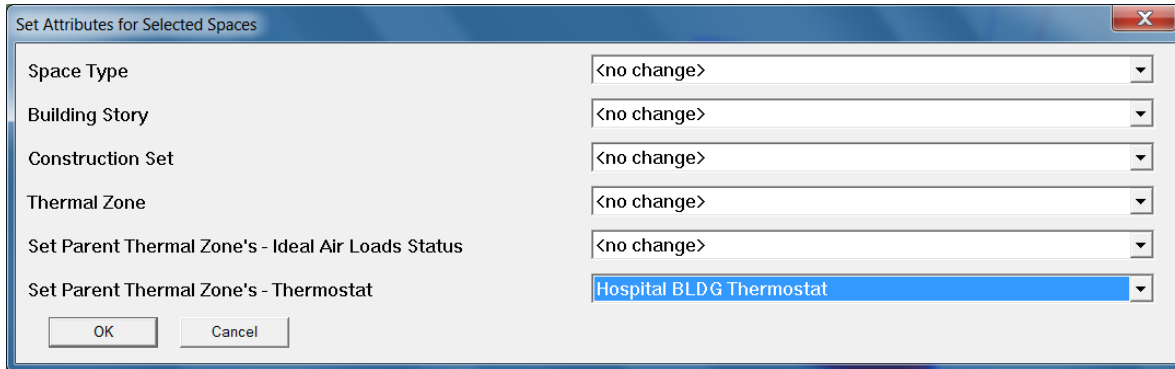 Set Attributes for Selected Spaces
Space Type <no change>
Building Story <no change>
Construction Set <no change>
Thermal Zone <no change>
Set Parent Thermal Zone's - Ideal Air Loads Status <no change>
Set Parent Thermal Zone's - Thermostat Hospital BLDG Thermostat
OK Cancel